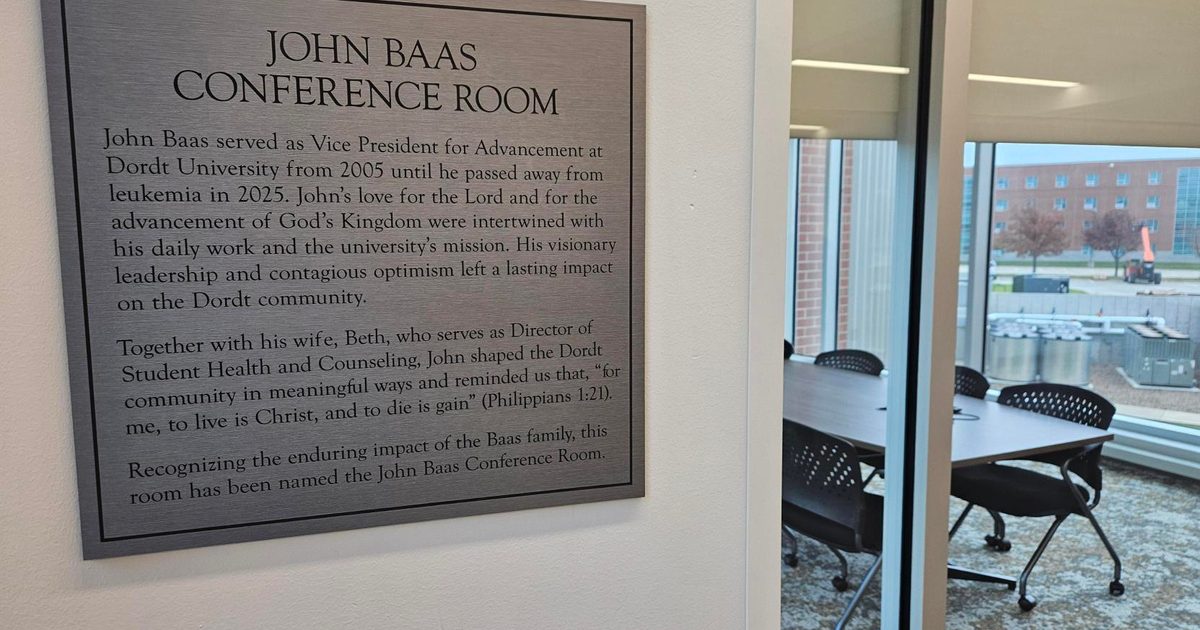 JOHN BAAS
CONFERENCE ROOM
John Baas served as Vice President for Advancement at
Dordt University from 2005 until he passed away from
leukemia in 2025. John's love for the Lord and for the
advancement of God's Kingdom were intertwined with
his daily work and the university's mission. His visionary
leadership and contagious optimism left a lasting impact
on the Dordt community.
Together with his wife, Beth, who serves as Director of
Student Health and Counseling, John shaped the Dordt
community in meaningful ways and reminded us that, "for
me, to live is Christ, and to die is gain" (Philippians 1:21).
Recognizing the enduring impact of the Baas family, this
room has been named the John Baas Conference Room.